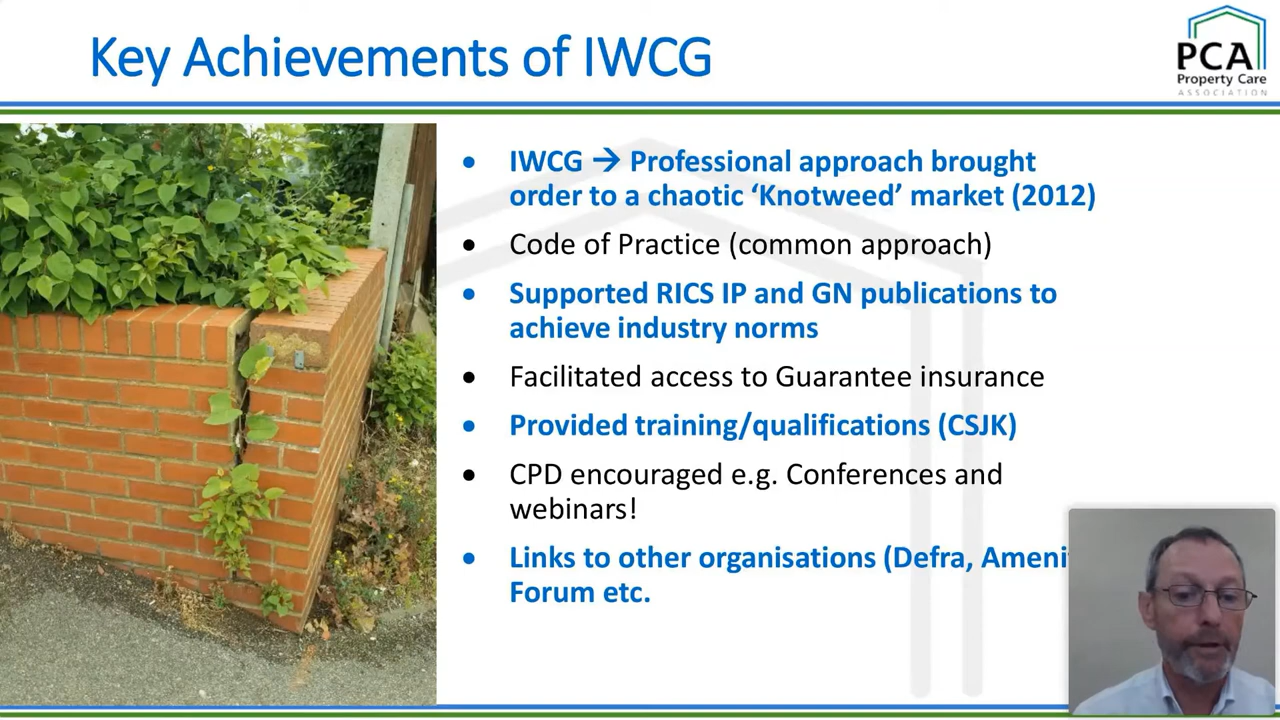 Key Achievements of IWCG
PCA
Property Care
ASSOCIATION
• IWCG → Professional approach brought
order to a chaotic ‘Knotweed’ market (2012)
• Code of Practice (common approach)
• Supported RICS IP and GN publications to
achieve industry norms
• Facilitated access to Guarantee insurance
• Provided training/qualifications (CSJK)
• CPD encouraged e.g. Conferences and
webinars!
• Links to other organisations (Defra,
Forum etc.